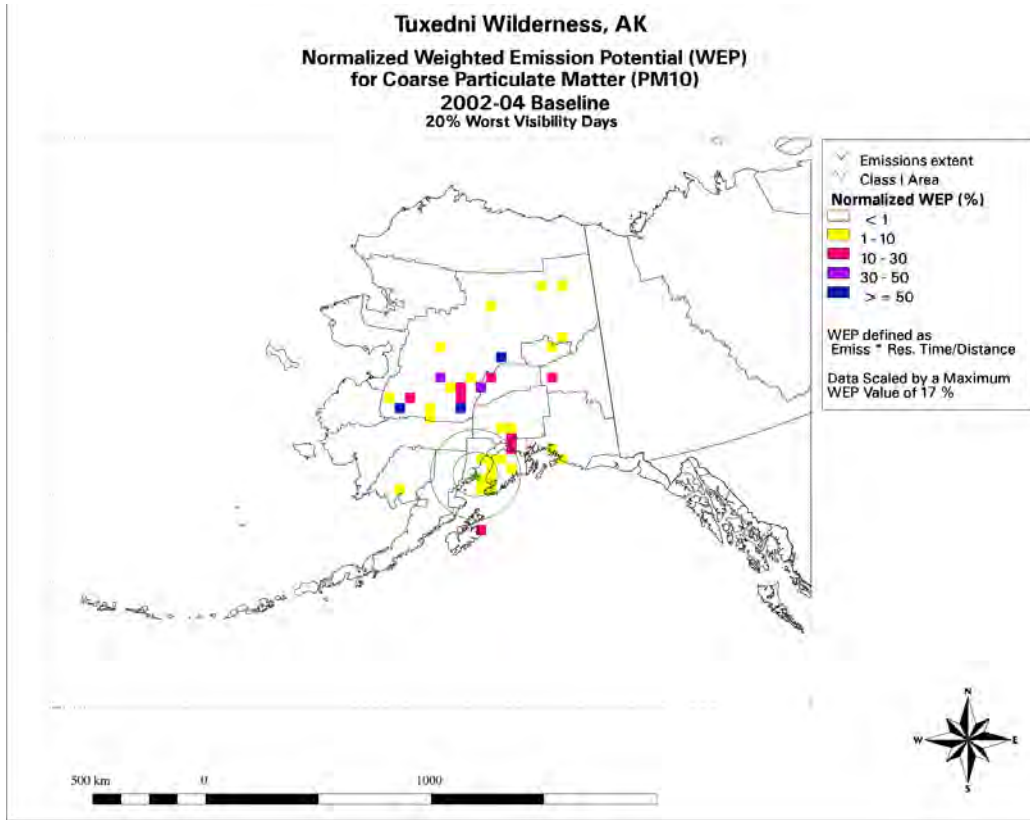 Tuxedni Wilderness, AK
Normalized Weighted Emission Potential (WEP)
for Coarse Particulate Matter (PM10)
2002-04 Baseline
20% Worst Visibility Days
Emissions extent
Class I Area
Normalized WEP (%)
< 1
1 - 10
10 - 30
30 - 50
> = 50
WEP defined as
Emiss * Res. Time/Distance
Data Scaled by a Maximum
WEP Value of 17 %
N
W E
S
500 km 0 1000